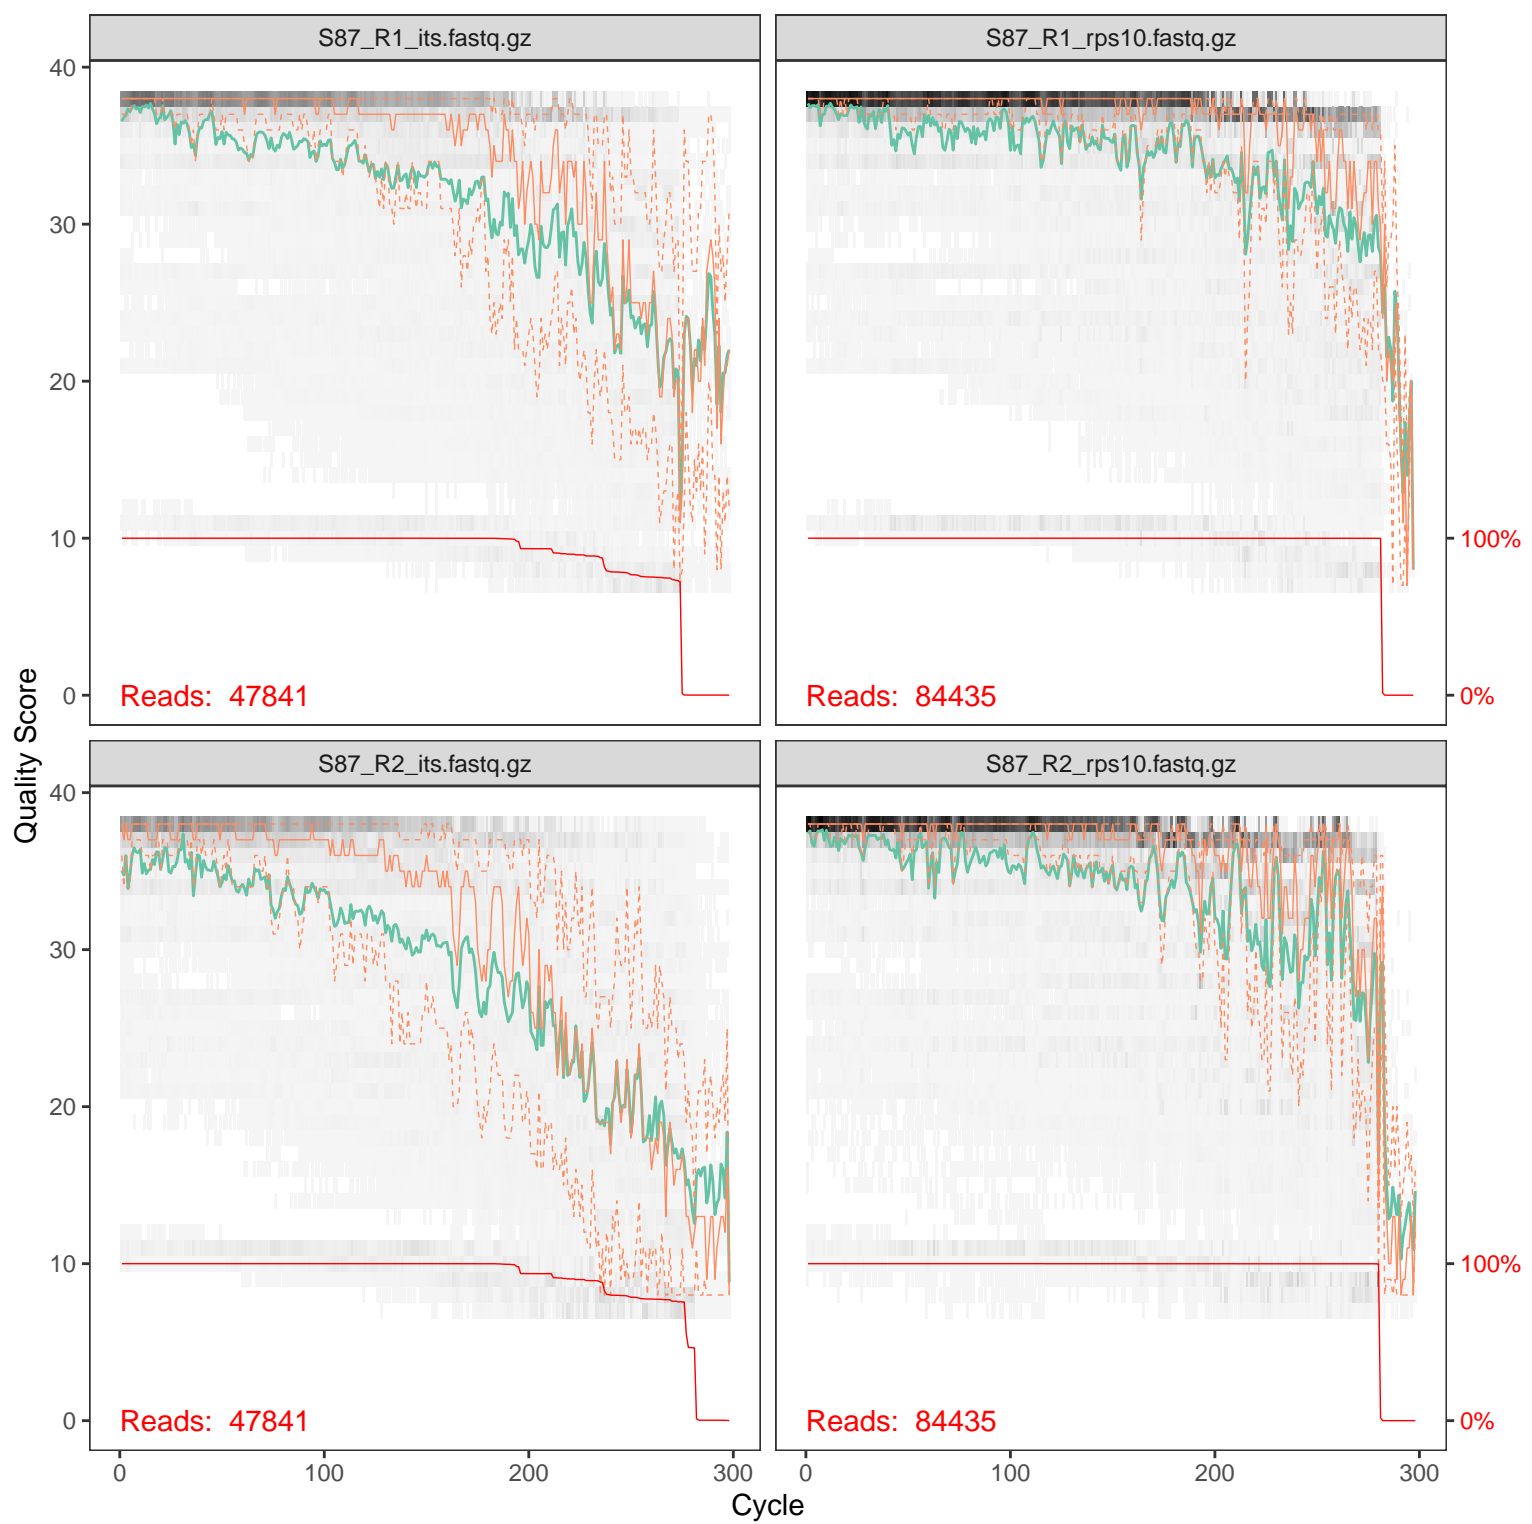 S87_R1_its.fastq.gz
S87_R1_rps10.fastq.gz
40
30
20
10
0
Reads: 47841
Reads: 84435
100%
0%
S87_R2_its.fastq.gz
S87_R2_rps10.fastq.gz
40
30
20
10
0
Reads: 47841
Reads: 84435
100%
0%
0 100 200 300
0 100 200 300
Cycle
Quality Score